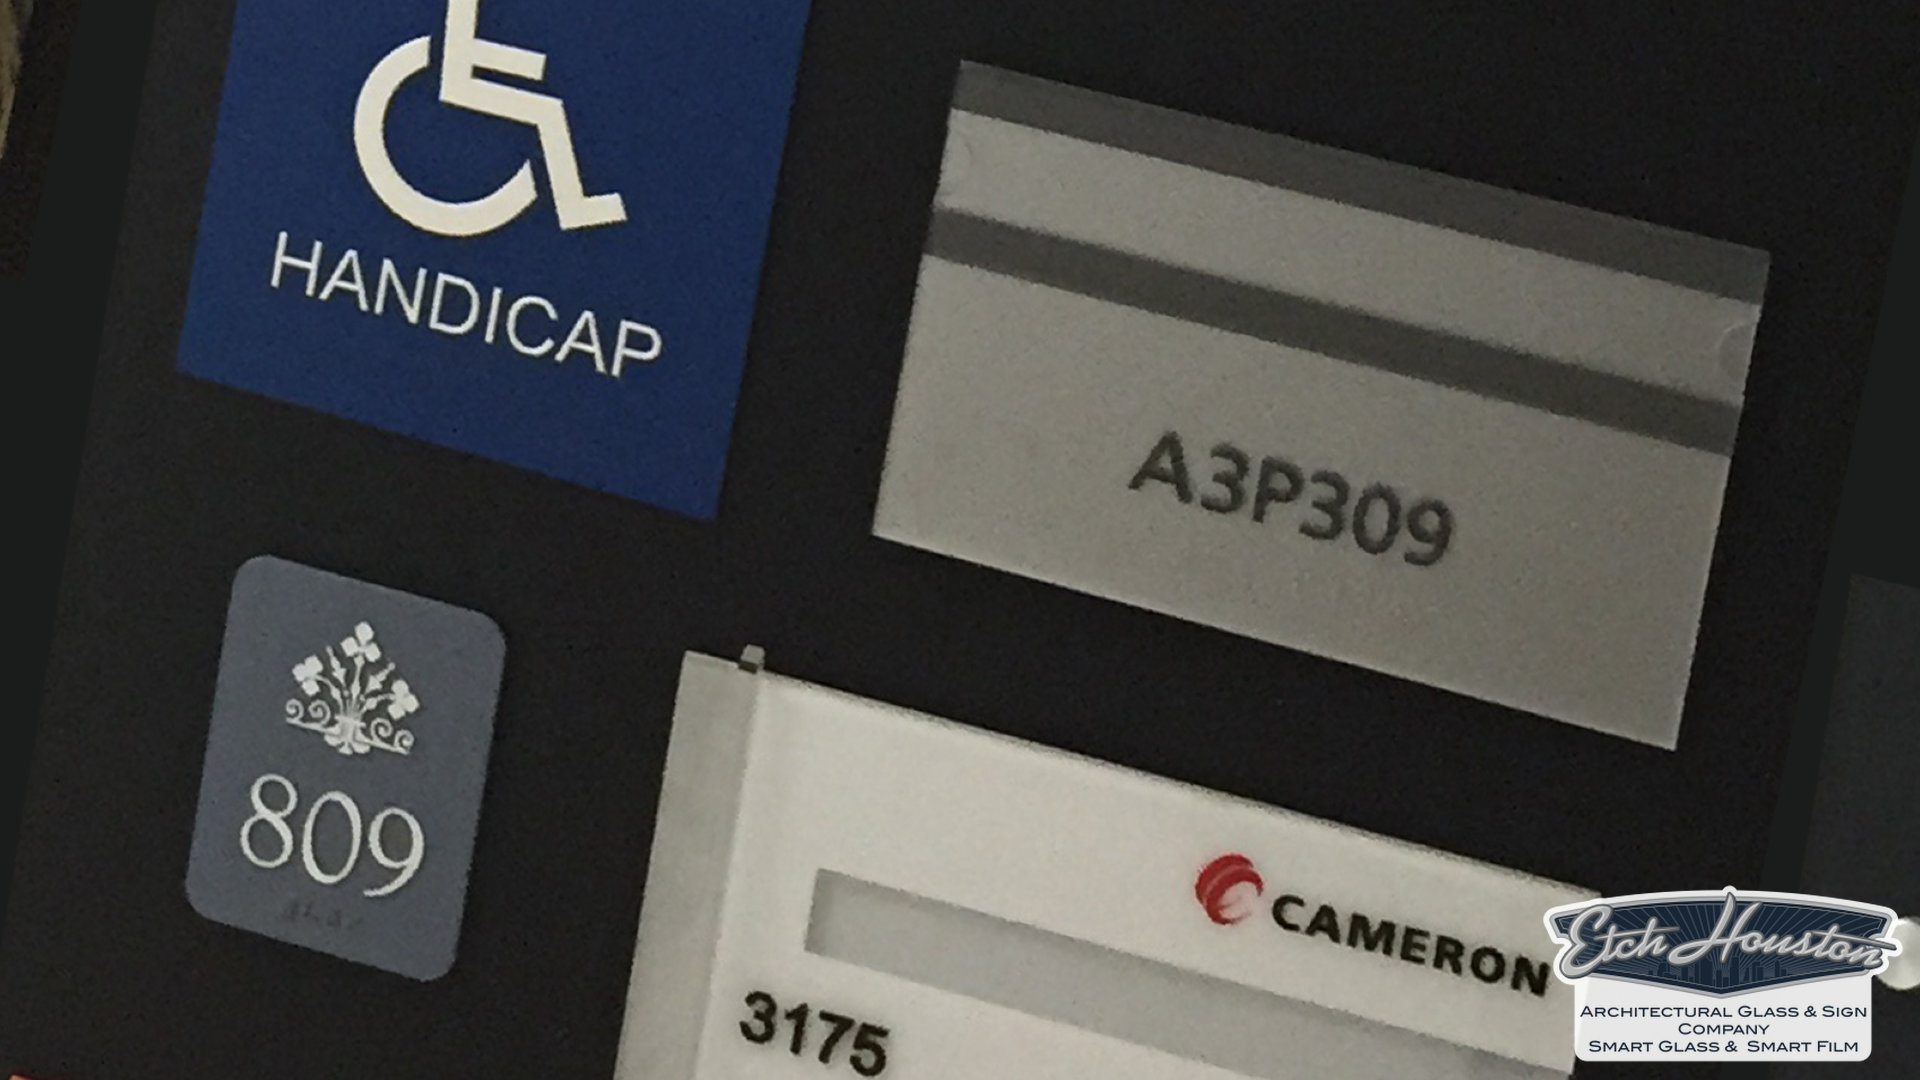 HANDICAP
A3P309
809
CAMERON
3175
Etch Houston
ARCHITECTURAL GLASS & SIGN
COMPANY
SMART GLASS & SMART FILM